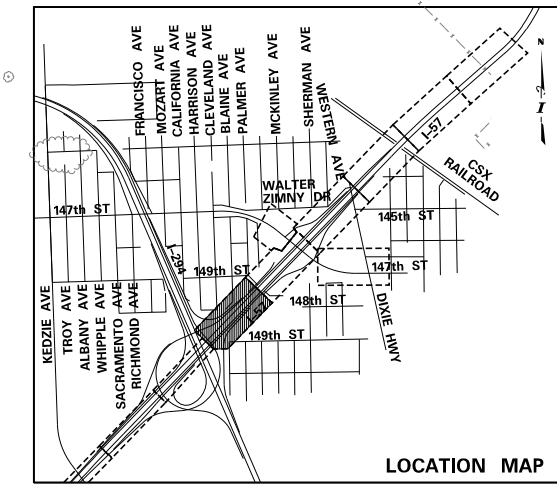 FRANCISCO AVE
MOZART AVE
CALIFORNIA AVE
HARRISON AVE
CLEVELAND AVE
BLAINE AVE
PALMER AVE
MCKINLEY AVE
SHERMAN AVE
WESTERN AVE
N
I-57
CSX
RAILROAD
WALTER
ZIMNY DR
147th ST
145th ST
I-294
149th ST
147th ST
148th ST
I-57
149th ST
DIXIE HWY
KEDZIE AVE
TROY AVE
ALBANY AVE
WHIPPLE AVE
SACRAMENTO AVE
RICHMOND AVE
LOCATION MAP